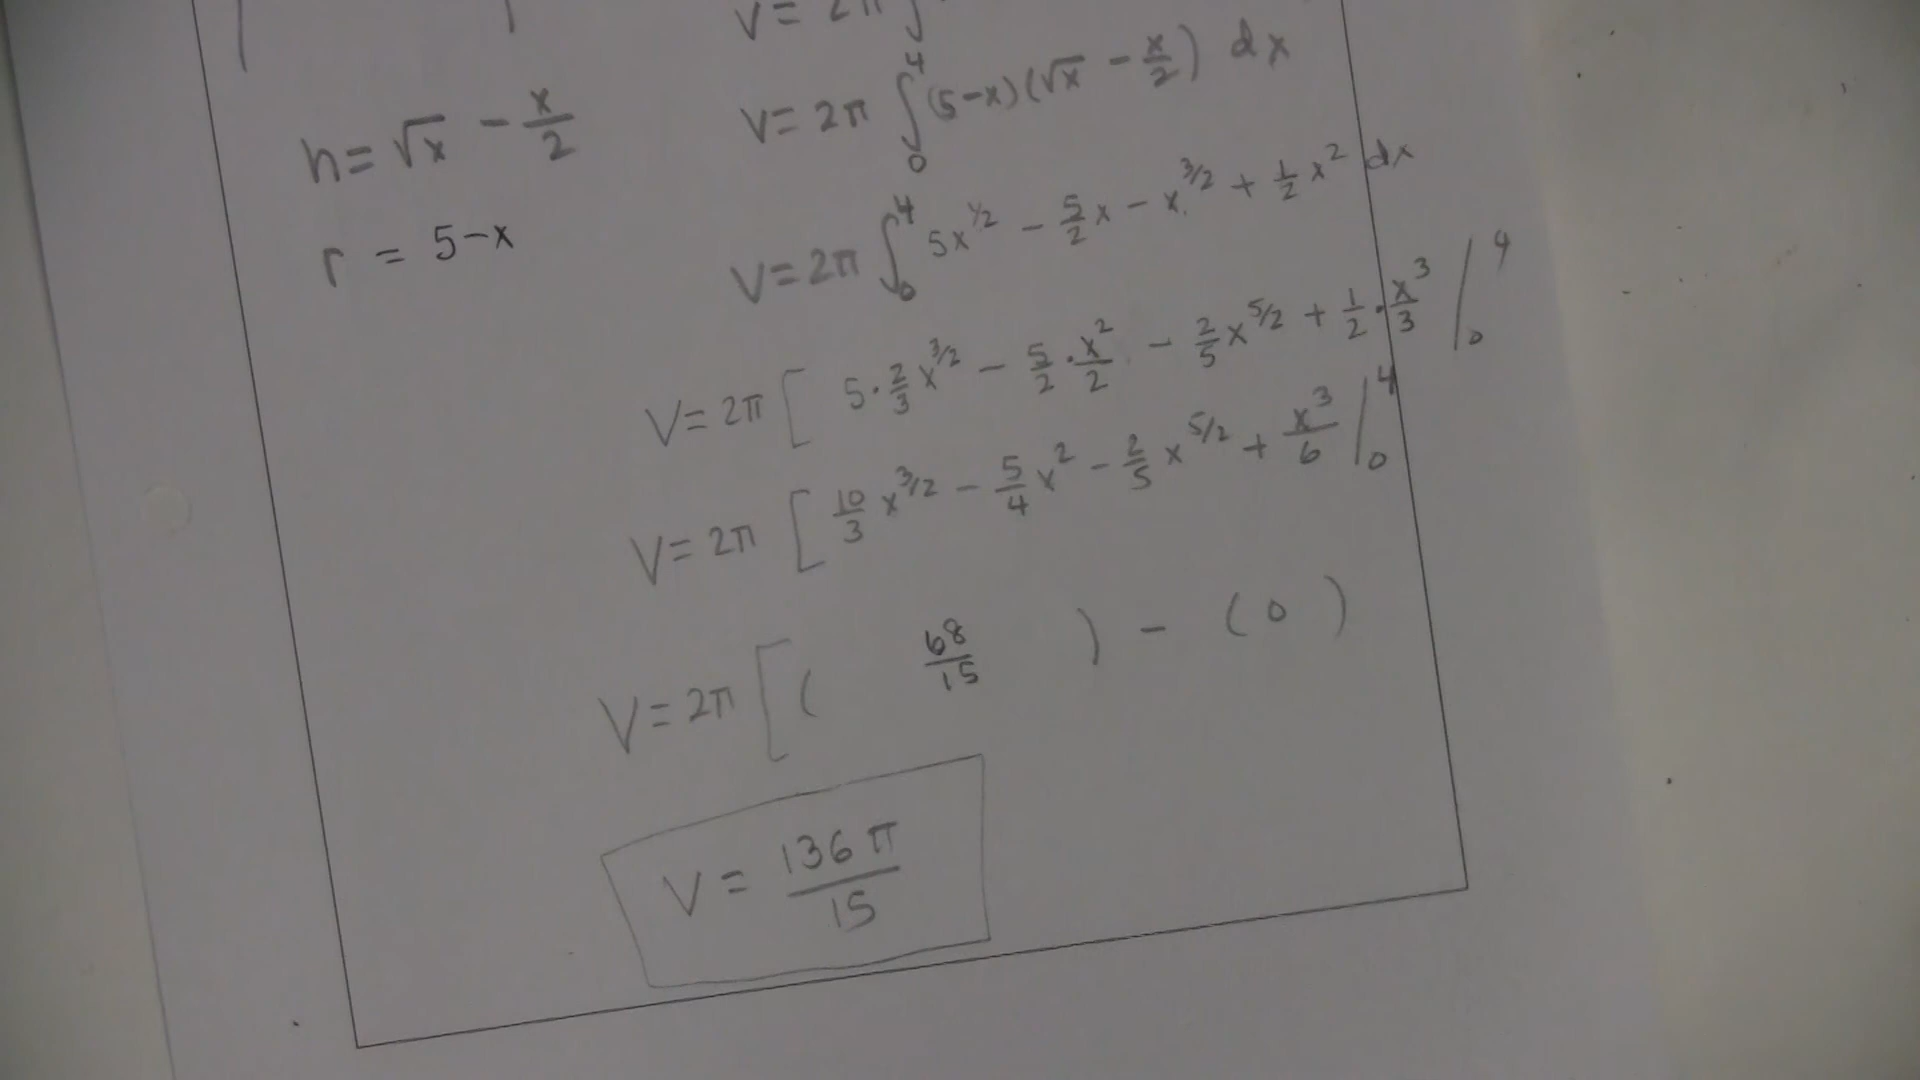 V = 2π ∫
h = √x - x/2
V = 2π ∫₀⁴ (5-x)(√x - x/2) dx
r = 5-x
V = 2π ∫₀⁴ 5x^(1/2) - 5/2 x - x^(3/2) + 1/2 x² dx
V = 2π [ 5·2/3 x^(3/2) - 5/2 · x²/2 - 2/5 x^(5/2) + 1/2 · x³/3 |₀⁴
V = 2π [ 10/3 x^(3/2) - 5/4 x² - 2/5 x^(5/2) + x³/6 |₀⁴
V = 2π [ ( 68/15 ) - ( 0 )
V = 136π/15